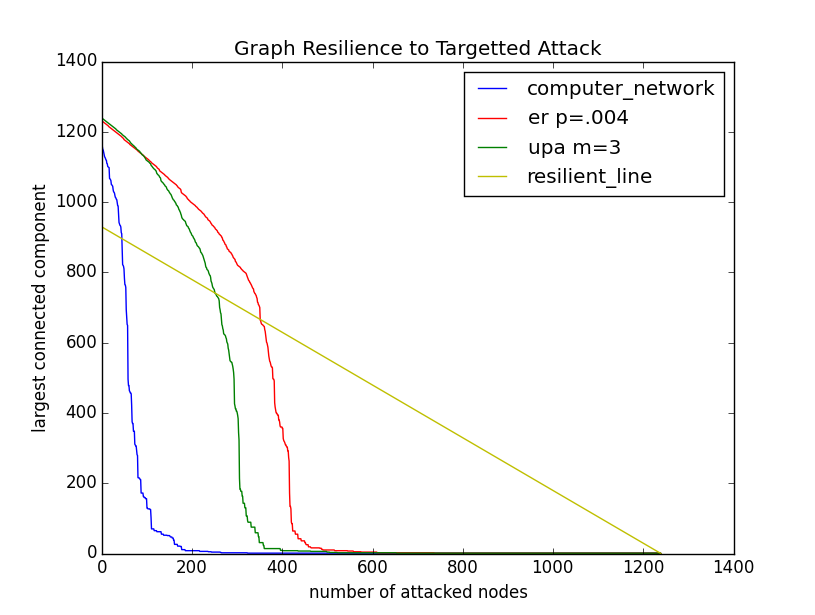 Graph Resilience to Targetted Attack
1400
1200
1000
800
600
400
200
0
largest connected component
computer_network
er p=.004
upa m=3
resilient_line
0 200 400 600 800 1000 1200 1400
number of attacked nodes